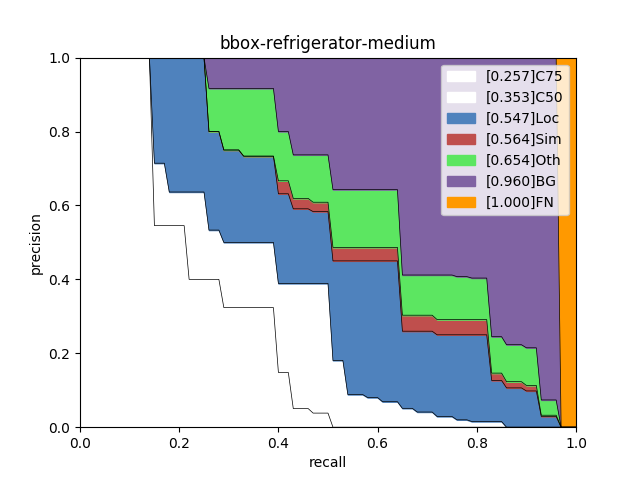 bbox-refrigerator-medium
1.0
0.8
0.6
0.4
0.2
0.0
precision
[0.257]C75
[0.353]C50
[0.547]Loc
[0.564]Sim
[0.654]Oth
[0.960]BG
[1.000]FN
0.0 0.2 0.4 0.6 0.8 1.0
recall